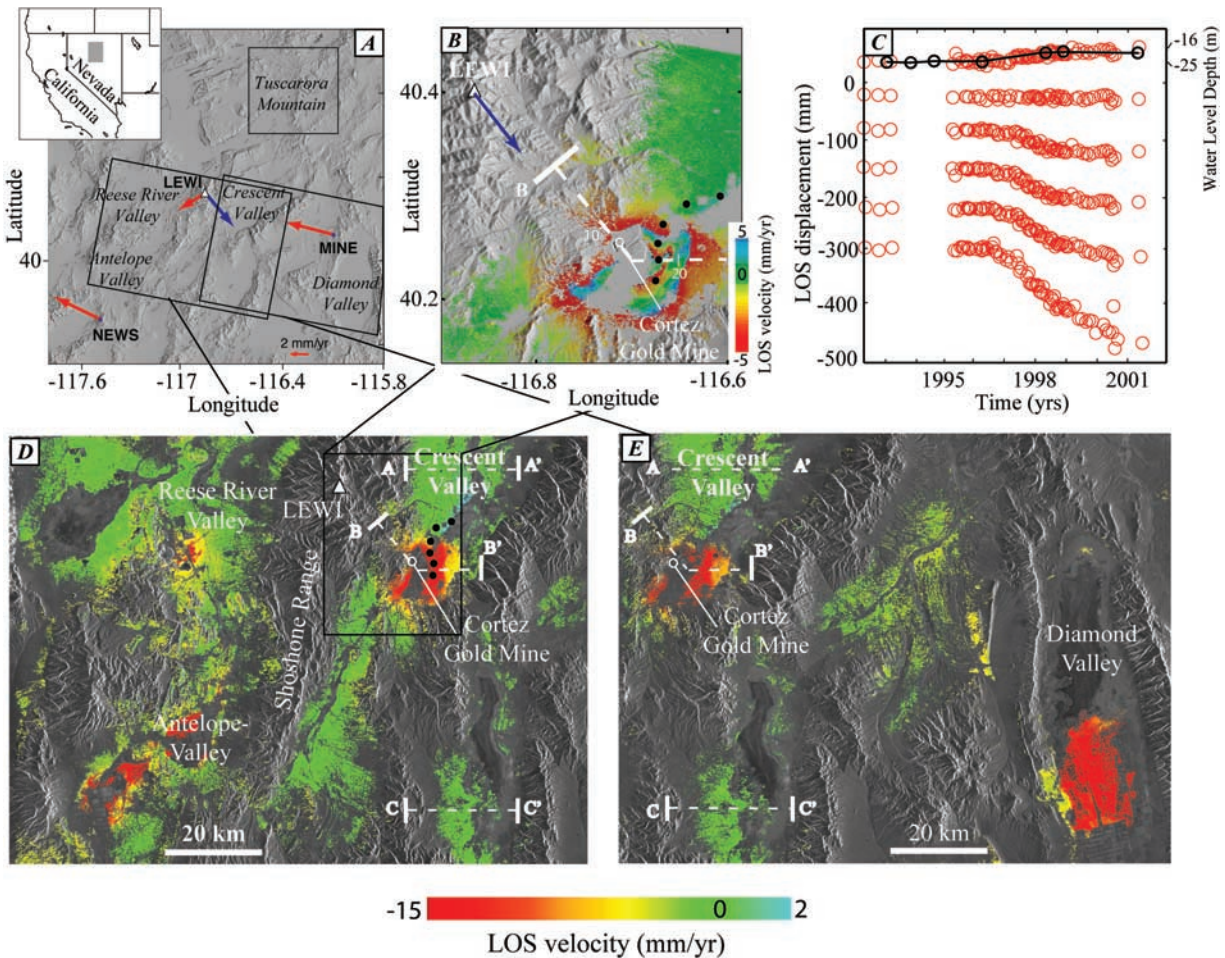 A
Nevada
California
Tuscarora
Mountain
LEWI
Reese River
Valley
Crescent
Valley
MINE
Antelope
Valley
Diamond
Valley
NEWS
2 mm/yr
Latitude
40
-117.6
-117
-116.4
-115.8
Longitude
B
LEWI
40.4
Latitude
40.2
B
10
20
Cortez
Gold Mine
5
0
-5
LOS velocity (mm/yr)
-116.8
-116.6
Longitude
C
0
-100
-200
-300
-400
-500
LOS displacement (mm)
-16
-25
Water Level Depth (m)
1995
1998
2001
Time (yrs)
D
Reese River
Valley
LEWI
A
A'
Crescent
Valley
B
B'
Shoshone Range
Cortez
Gold Mine
Antelope-
Valley
C
C'
20 km
E
A
A'
Crescent
Valley
B
B'
Cortez
Gold Mine
Diamond
Valley
C
C'
20 km
-15
0
2
LOS velocity (mm/yr)